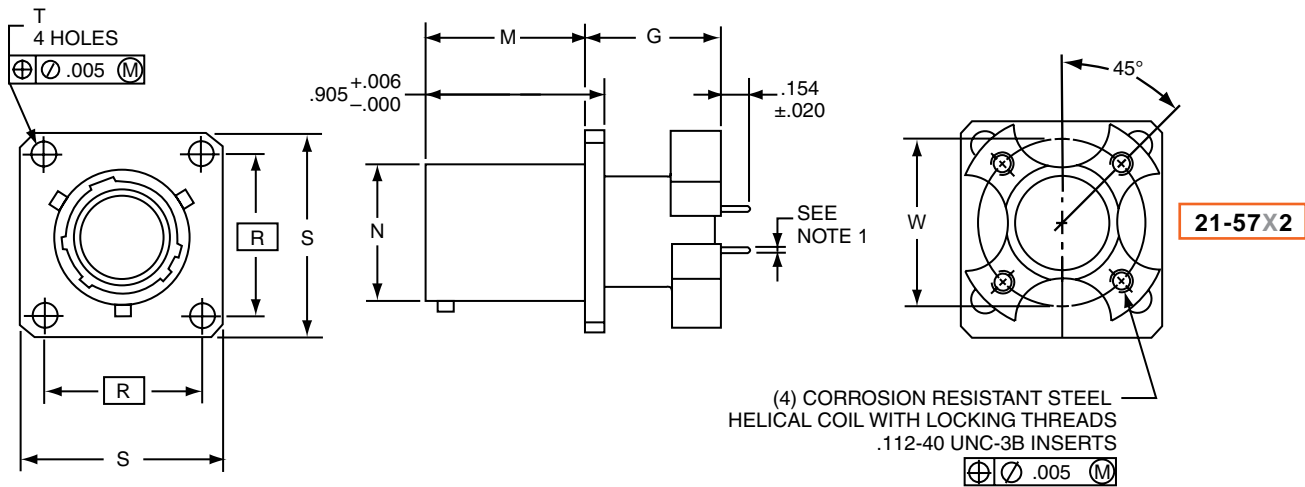 T
4 HOLES
⌖ ⌀ .005 Ⓜ
R
S
R
S
M
G
.905 +.006
–.000
.154
±.020
N
SEE
NOTE 1
45°
W
21-57X2
(4) CORROSION RESISTANT STEEL
HELICAL COIL WITH LOCKING THREADS
.112-40 UNC-3B INSERTS
⌖ ⌀ .005 Ⓜ